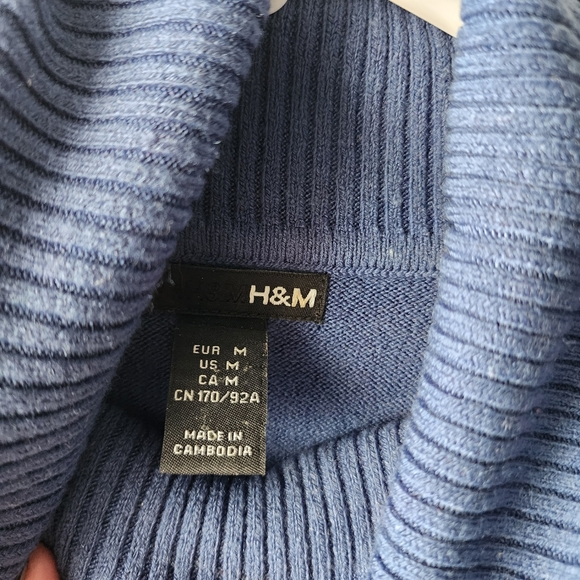 H&M
EUR M
US M
CA M
CN 170/92A
MADE IN
CAMBODIA